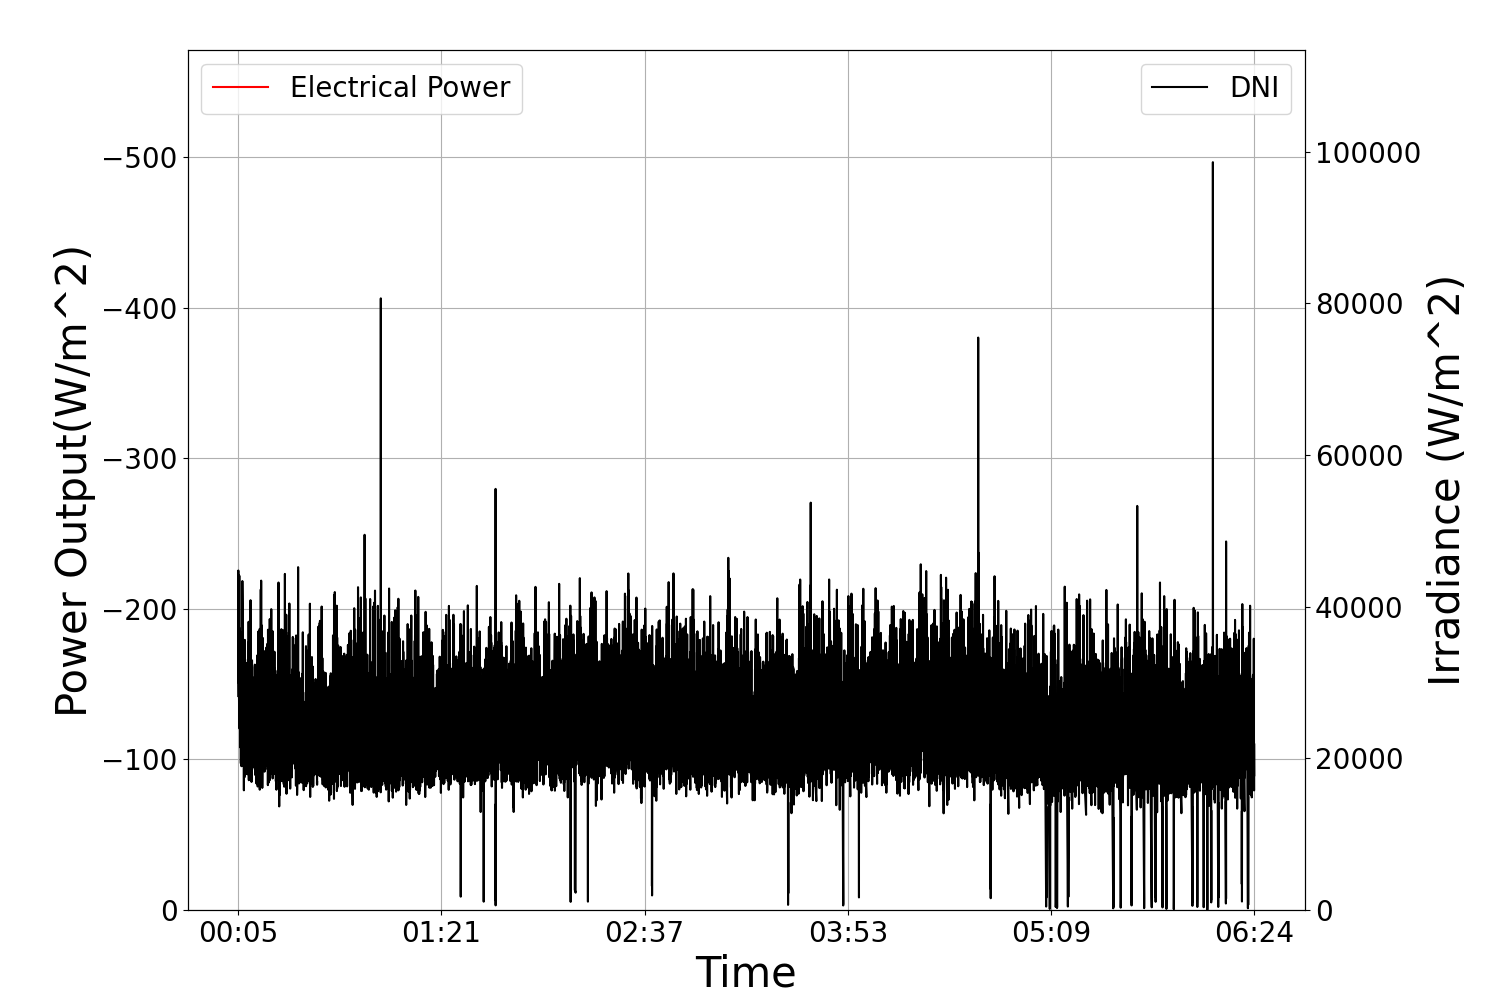 Electrical Power
DNI
−500
−400
−300
−200
−100
0
Power Output(W/m^2)
100000
80000
60000
40000
20000
0
Irradiance (W/m^2)
00:05 01:21 02:37 03:53 05:09 06:24
Time